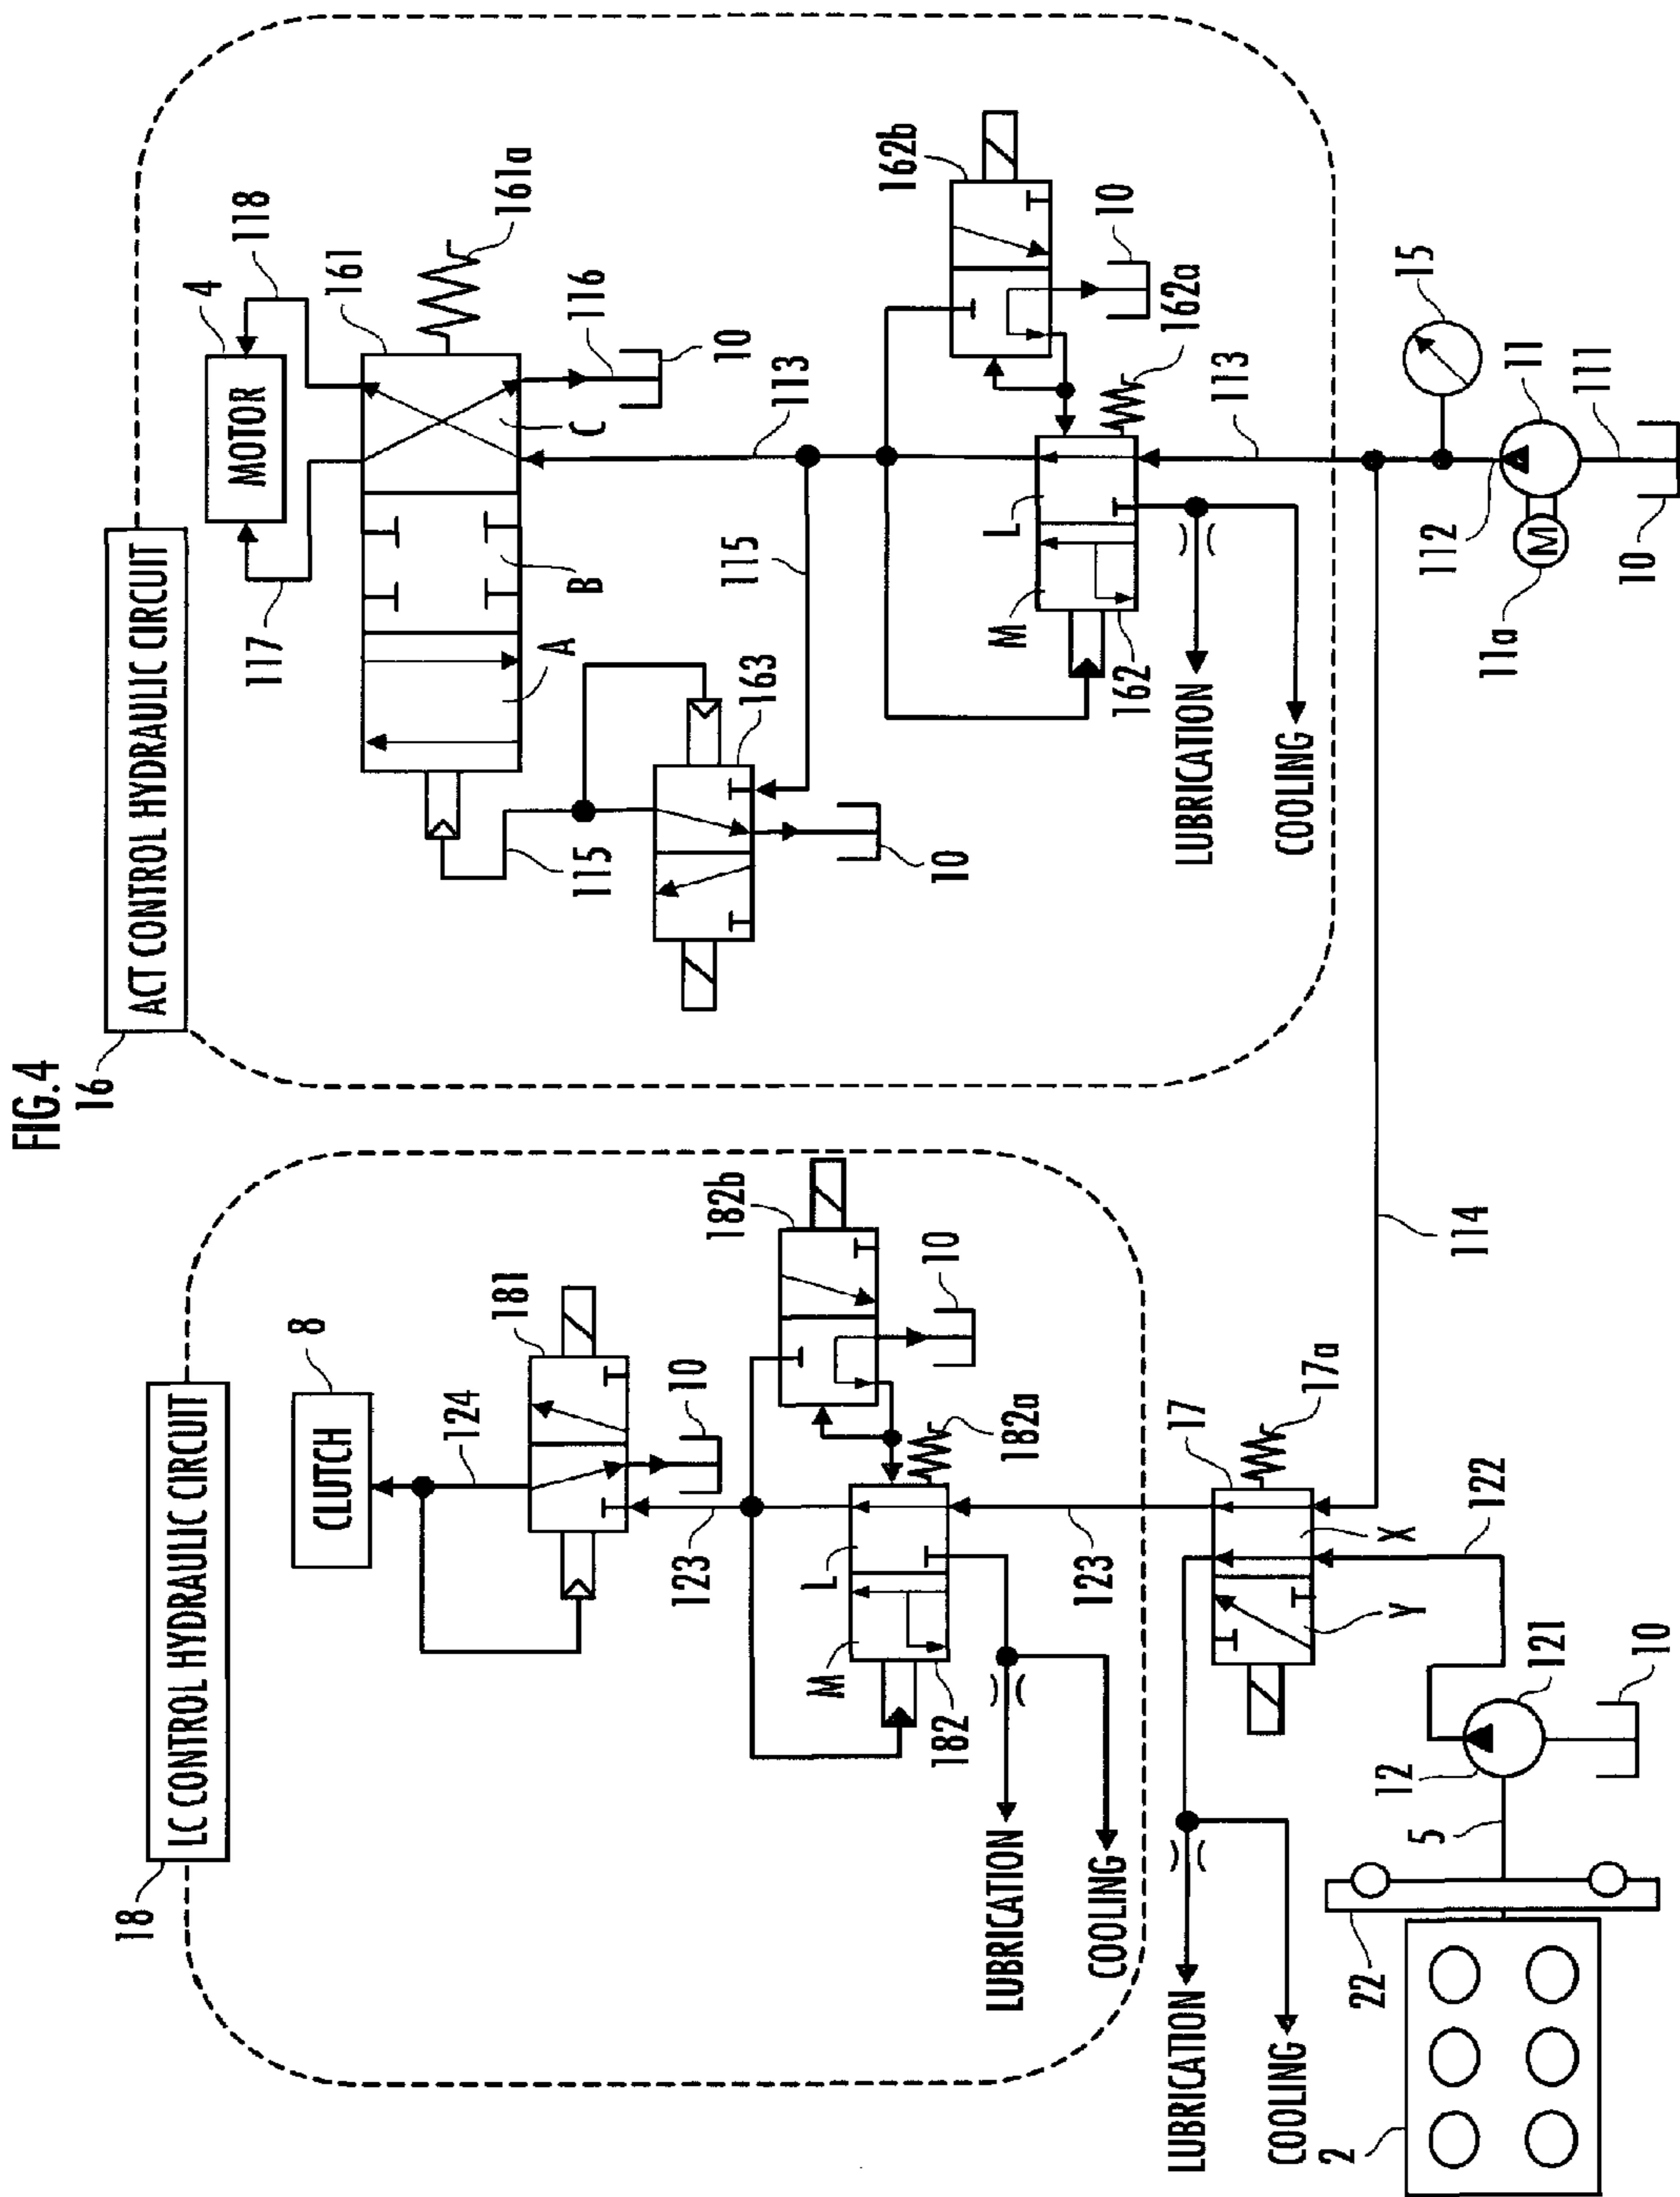 FIG.4
18
LC CONTROL HYDRAULIC CIRCUIT
8
CLUTCH
124
181
182b
10
10
123
182a
L
M
182
LUBRICATION
COOLING
123
17
17a
X
Y
122
114
LUBRICATION
COOLING
2
22
5
12
121
10
16
ACT CONTROL HYDRAULIC CIRCUIT
4
MOTOR
118
117
161
161a
A
B
C
116
10
115
163
10
115
113
162b
10
162a
L
M
162
113
LUBRICATION
COOLING
15
11
112
M
11a
111
10